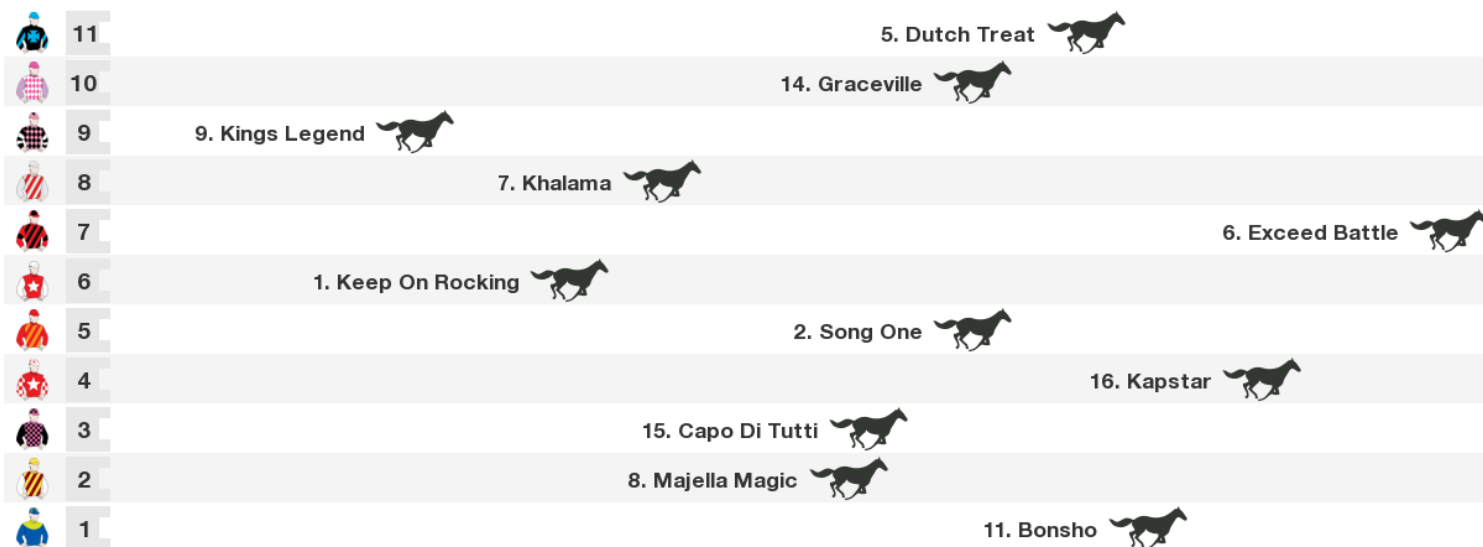 11 5. Dutch Treat
10 14. Graceville
9 9. Kings Legend
8 7. Khalama
7 6. Exceed Battle
6 1. Keep On Rocking
5 2. Song One
4 16. Kapstar
3 15. Capo Di Tutti
2 8. Majella Magic
1 11. Bonsho